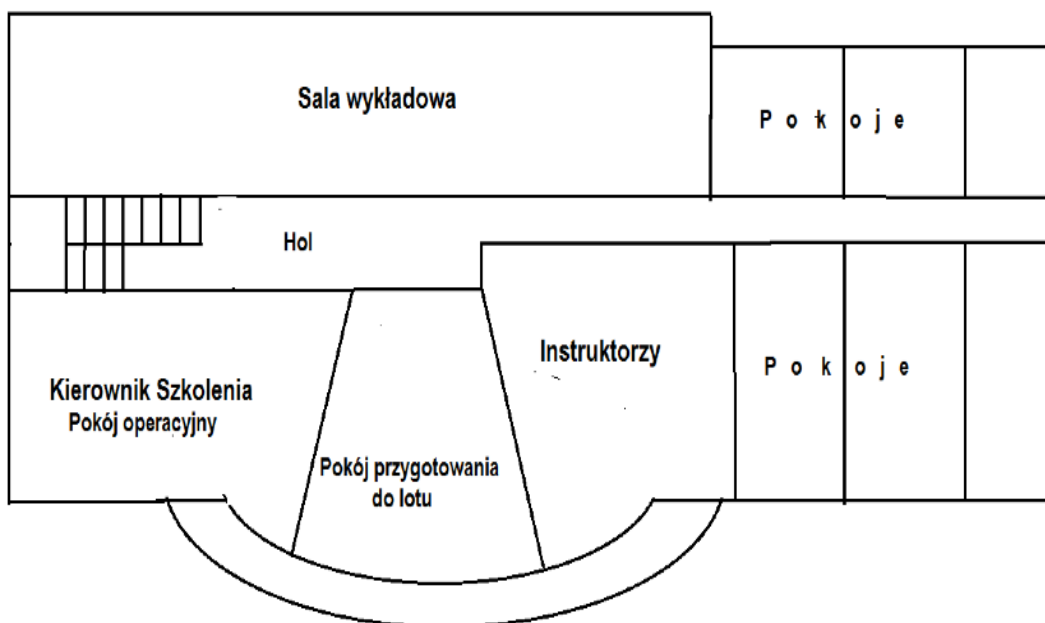 Sala wykładowa
P o k o j e
Hol
Instruktorzy
P o k o j e
Kierownik Szkolenia
Pokój operacyjny
Pokój przygotowania
do lotu